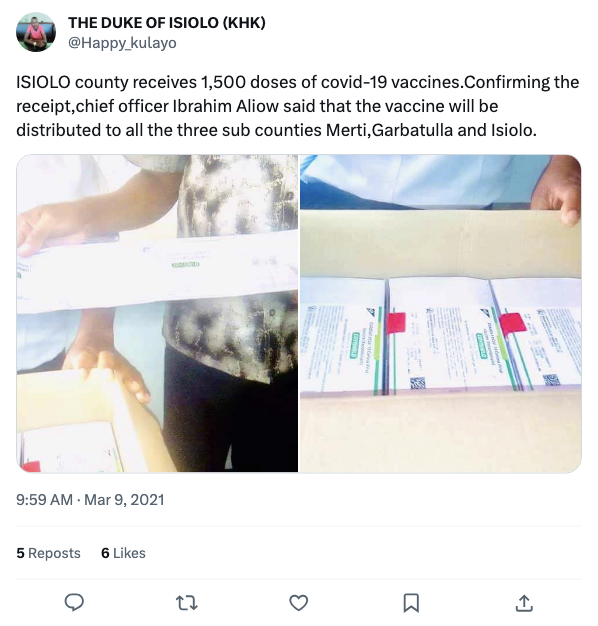 THE DUKE OF ISIOLO (KHK)
@Happy_kulayo
ISIOLO county receives 1,500 doses of covid-19 vaccines.Confirming the
receipt,chief officer Ibrahim Aliow said that the vaccine will be
distributed to all the three sub counties Merti,Garbatulla and Isiolo.
9:59 AM · Mar 9, 2021
5 Reposts 6 Likes